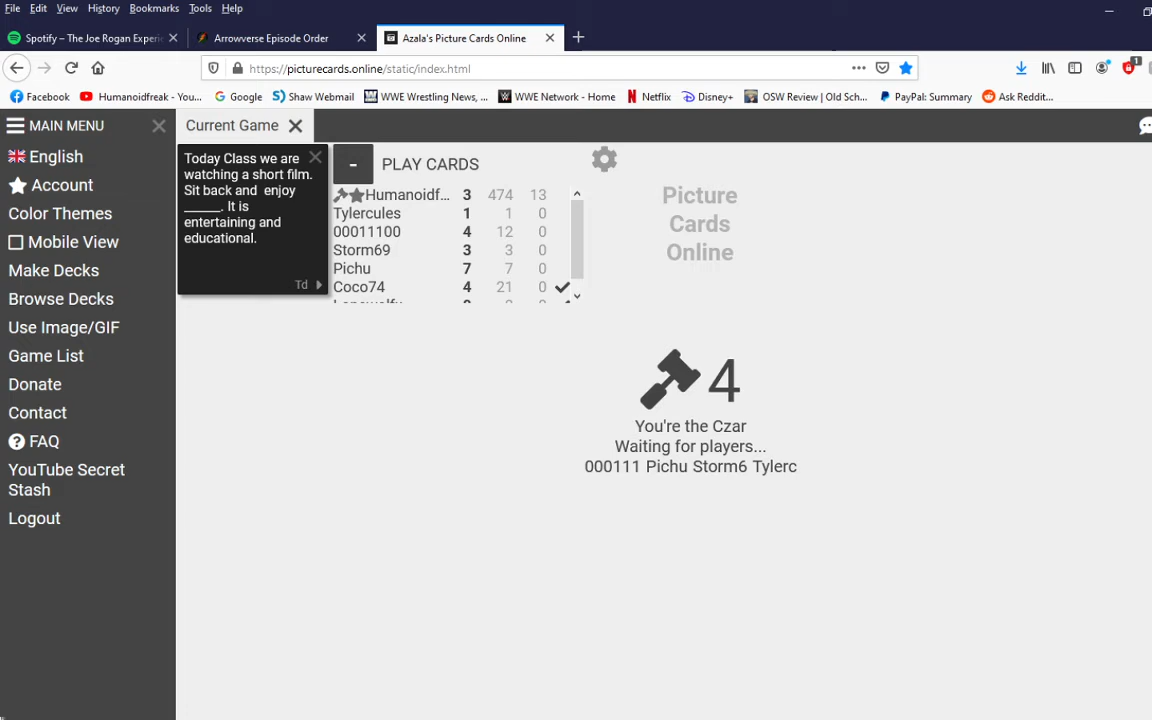 File Edit View History Bookmarks Tools Help
Spotify – The Joe Rogan Experi
Arrowverse Episode Order
Azala's Picture Cards Online
https://picturecards.online/static/index.html
1
Facebook
Humanoidfreak - You...
Google
Shaw Webmail
WWE Wrestling News, ...
WWE Network - Home
Netflix
Disney+
OSW Review | Old Sch...
PayPal: Summary
Ask Reddit...
MAIN MENU
English
Account
Color Themes
Mobile View
Make Decks
Browse Decks
Use Image/GIF
Game List
Donate
Contact
FAQ
YouTube Secret
Stash
Logout
Current Game
Today Class we are
watching a short film.
Sit back and enjoy
______. It is
entertaining and
educational.
Td
-
PLAY CARDS
Humanoidf... 3 474 13
Tylercules 1 1 0
00011100 4 12 0
Storm69 3 3 0
Pichu 7 7 0
Coco74 4 21 0
Picture
Cards
Online
4
You're the Czar
Waiting for players...
000111 Pichu Storm6 Tylerc